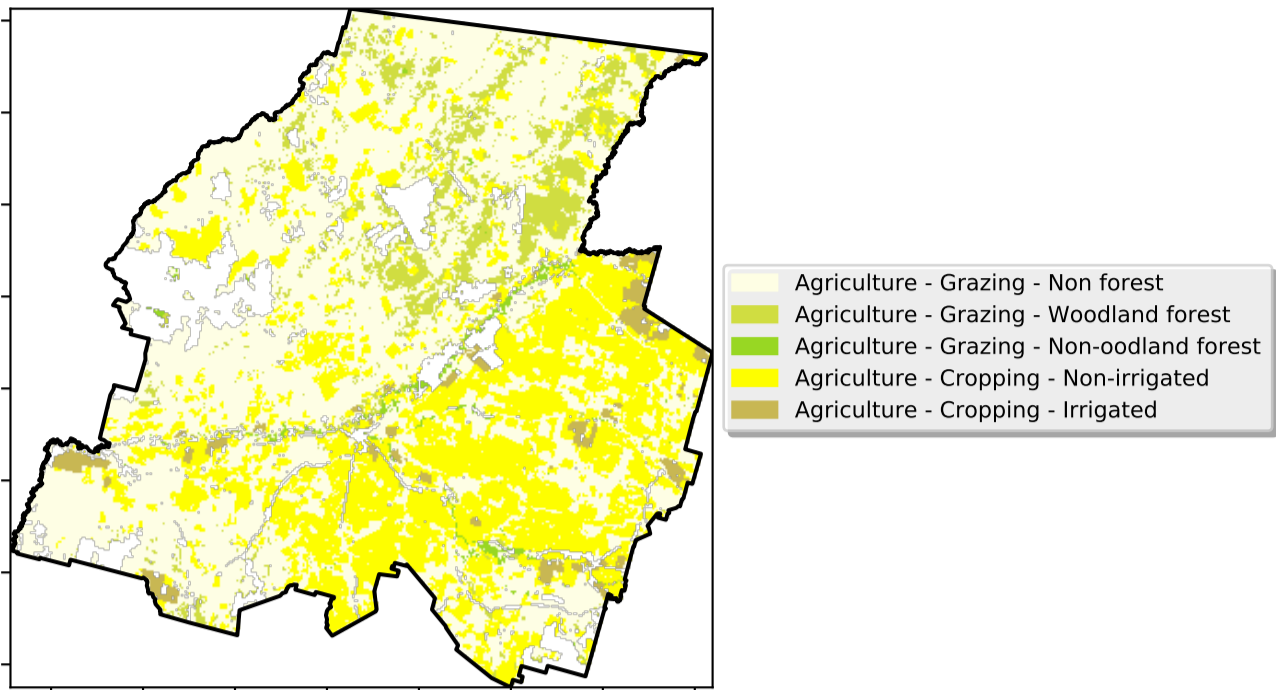 Agriculture - Grazing - Non forest
Agriculture - Grazing - Woodland forest
Agriculture - Grazing - Non-oodland forest
Agriculture - Cropping - Non-irrigated
Agriculture - Cropping - Irrigated